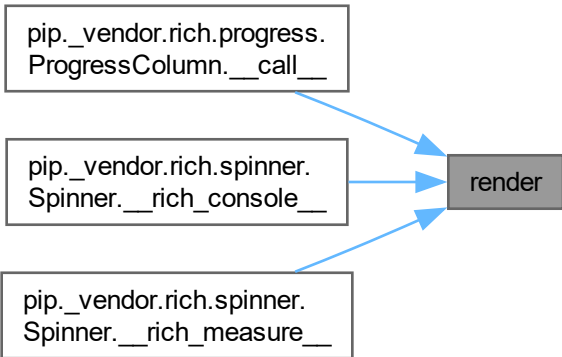 pip._vendor.rich.progress.
ProgressColumn.__call__
pip._vendor.rich.spinner.
Spinner.__rich_console__
render
pip._vendor.rich.spinner.
Spinner.__rich_measure__